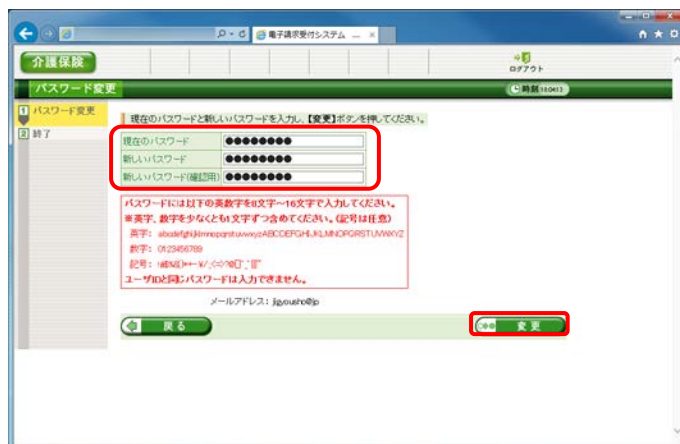 電子請求受付システム ...
介護保険
ログアウト
パスワード変更
時刻
1 パスワード変更
2 終了
現在のパスワードと新しいパスワードを入力し、【変更】ボタンを押してください。
現在のパスワード ●●●●●●●●
新しいパスワード ●●●●●●●●
新しいパスワード(確認用) ●●●●●●●●
パスワードには以下の英数字を8文字～16文字で入力してください。
※英字、数字を少なくとも1文字ずつ含めてください。(記号は任意)
英字: abcdefghijklmnopqrstuvwxyzABCDEFGHIJKLMNOPQRSTUVWXYZ
数字: 0123456789
記号:
ユーザIDと同じパスワードは入力できません。
メールアドレス: jigyousho@jp
戻る
変更